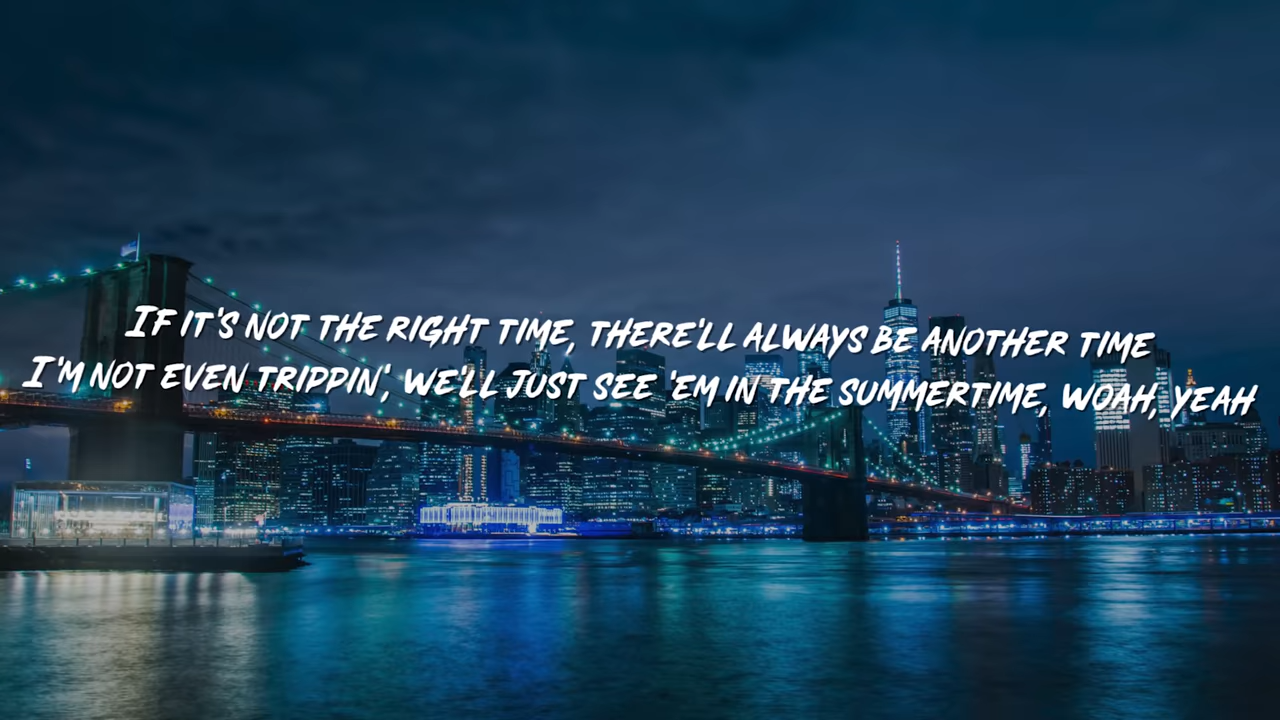 If it's not the right time, there'll always be another time
I'm not even trippin', we'll just see 'em in the summertime, woah, yeah